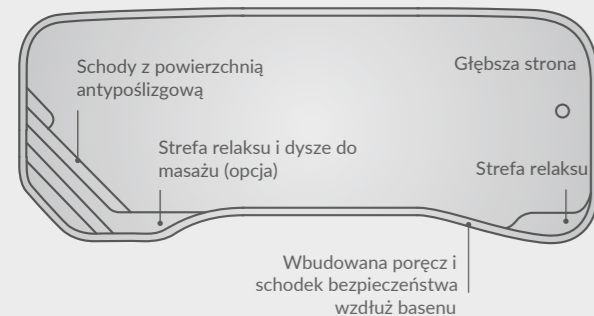 Schody z powierzchnią
antypoślizgową
Głębsza strona
Strefa relaksu i dysze do
masażu (opcja)
Strefa relaksu
Wbudowana poręcz i
schodek bezpieczeństwa
wzdłuż basenu